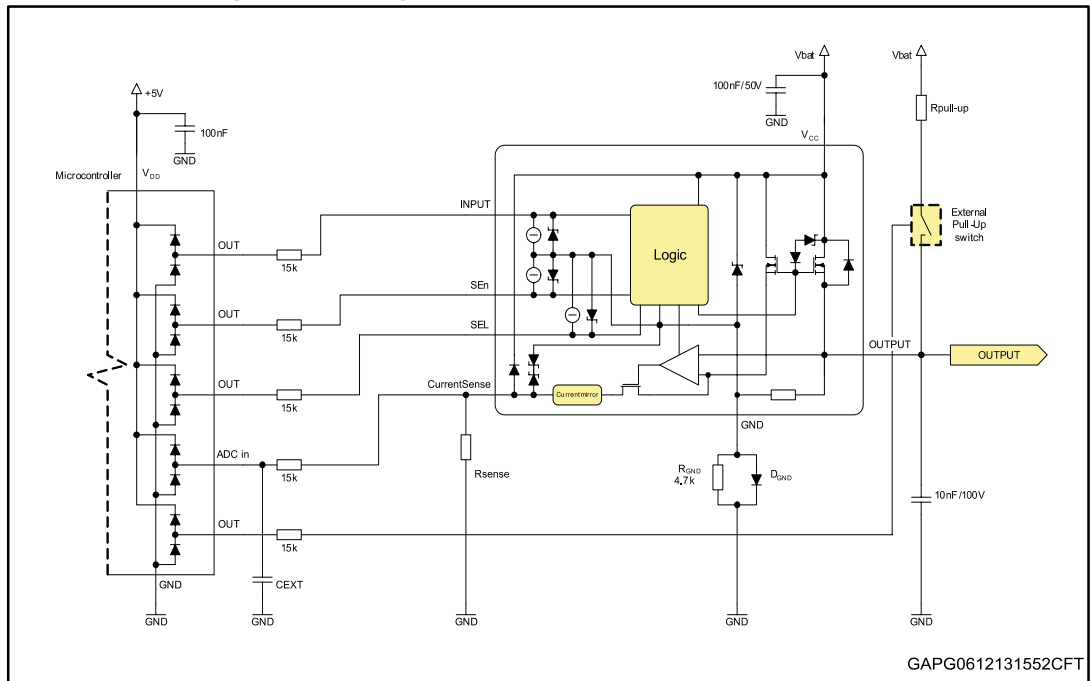 Vbat
Vbat
+5V
100nF/50V
GND
Rpull-up
100nF
GND
VCC
Microcontroller
VDD
INPUT
External
Pull-Up
switch
OUT
15k
Logic
SEn
OUT
15k
SEL
OUTPUT
OUTPUT
OUT
15k
CurrentSense
Currentmirror
GND
ADC in
15k
Rsense
RGND
4.7k
DGND
10nF/100V
OUT
15k
GND
CEXT
GND
GND
GND
GND
GND
GAPG0612131552CFT